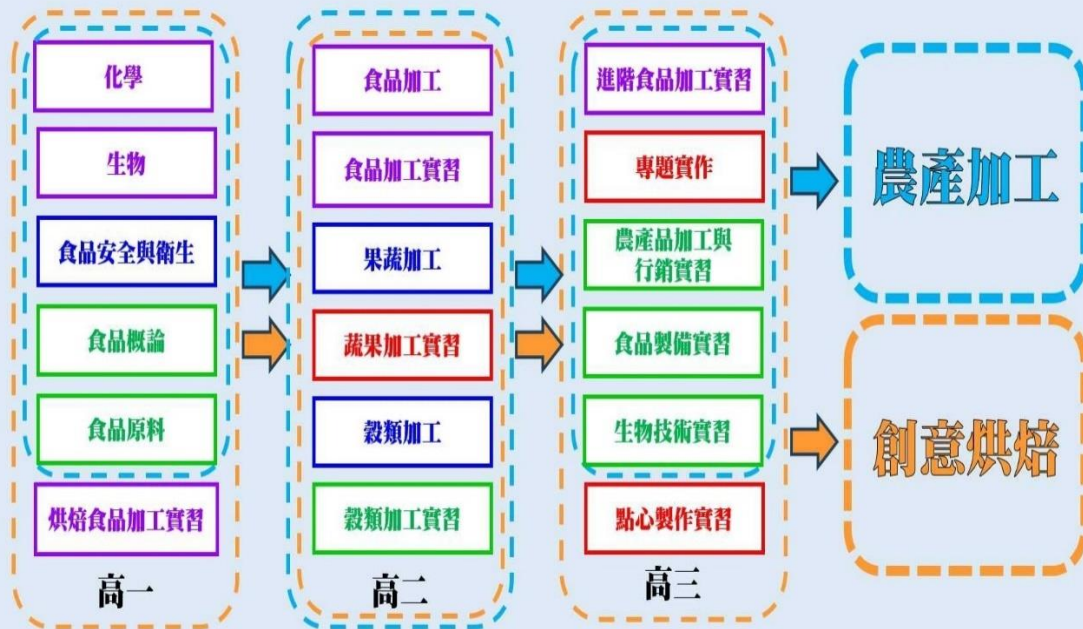 化學
生物
食品安全與衛生
食品概論
食品原料
烘焙食品加工實習
高一
食品加工
食品加工實習
果蔬加工
蔬果加工實習
穀類加工
穀類加工實習
高二
進階食品加工實習
專題實作
農產品加工與
行銷實習
食品製備實習
生物技術實習
點心製作實習
高三
農產加工
創意烘焙